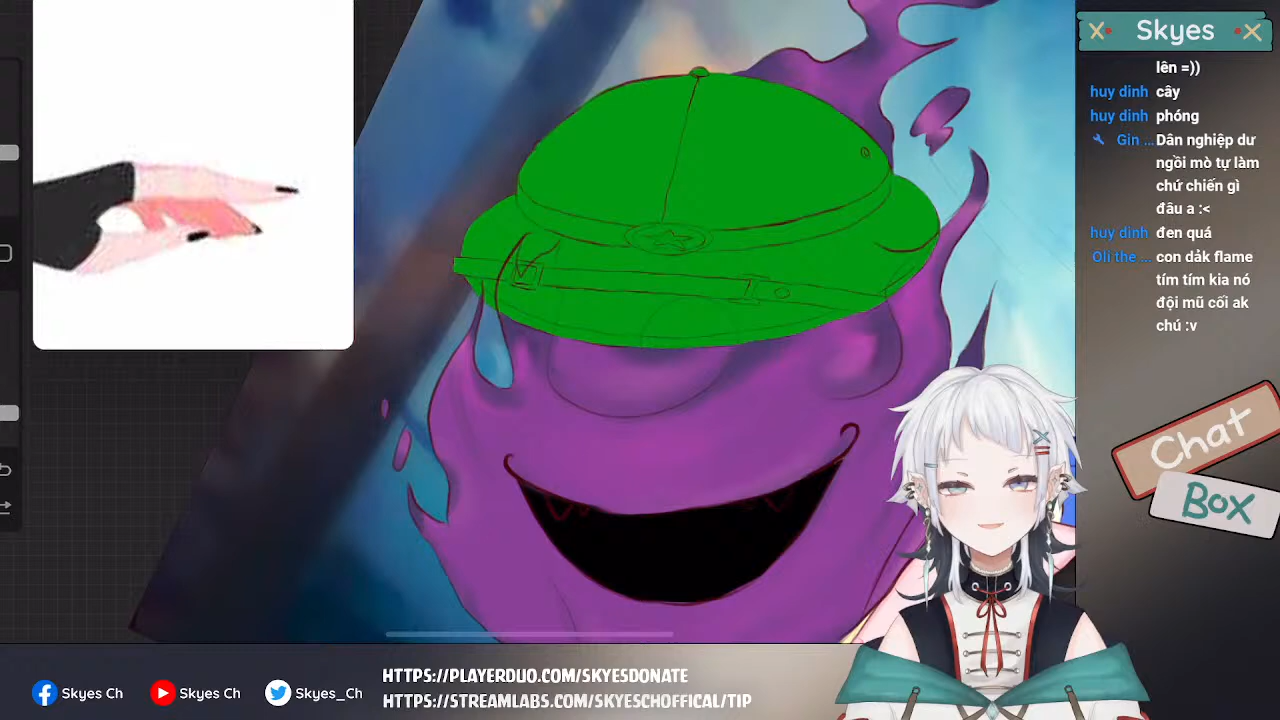 Skyes
lên =))
huy dinh cây
huy dinh phóng
Gin ... Dân nghiệp dư
ngồi mò tự làm
chứ chiến gì
đâu a :<
huy dinh đen quá
Oli the ... con dảk flame
tím tím kia nó
đội mũ cối ak
chú :v
Chat
Box
Skyes Ch
Skyes Ch
Skyes_Ch
HTTPS://PLAYERDUO.COM/SKYESDONATE
HTTPS://STREAMLABS.COM/SKYESCHOFFICAL/TIP